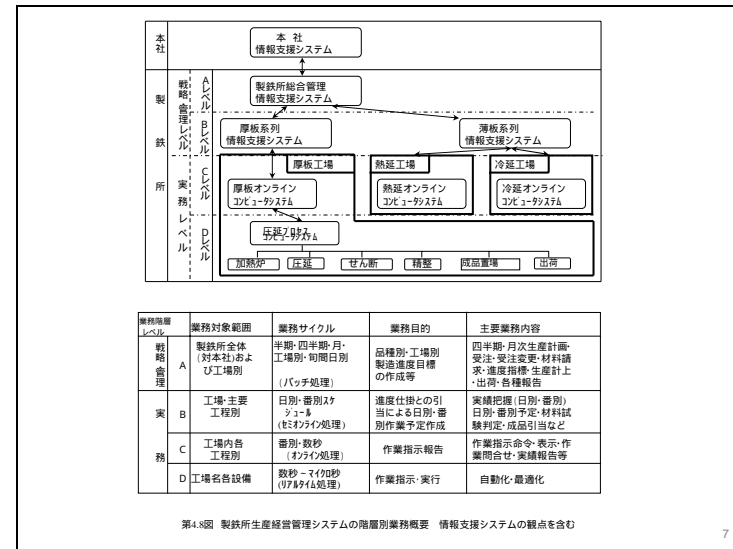 本社
本 社
情報支援システム
製鉄所
戦略管理レベル
実務レベル
Aレベル
Bレベル
Cレベル
Dレベル
製鉄所総合管理
情報支援システム
厚板系列
情報支援システム
薄板系列
情報支援システム
厚板工場
熱延工場
冷延工場
厚板オンライン
コンピュータシステム
熱延オンライン
コンピュータシステム
冷延オンライン
コンピュータシステム
圧延プロセス
コンピュータシステム
加熱炉
圧延
せん断
精整
成品置場
出荷
業務階層
レベル
業務対象範囲
業務サイクル
業務目的
主要業務内容
戦略管理
A
製鉄所全体
(対本社)およ
び工場別
半期・四半期・月・
工場別・旬間日別
(バッチ処理)
品種別・工場別
製造進度目標
の作成等
四半期・月次生産計画・
受注・受注変更・材料請
求・進度指標・生産計上
・出荷・各種報告
実務
B
工場・主要
工程別
日別・番別スケ
ジュール
(セミオンライン処理)
進度仕掛との引
当による日別・番
別作業予定作成
実績把握(日別・番別)
日別・番別予定・材料試
験判定・成品引当など
C
工場内各
工程別
番別・数秒
(オンライン処理)
作業指示報告
作業指示命令・表示・作
業問合せ・実績報告等
D
工場名各設備
数秒~マイクロ秒
(リアルタイム処理)
作業指示・実行
自動化・最適化
第4.8図 製鉄所生産経営管理システムの階層別業務概要 情報支援システムの観点を含む
7